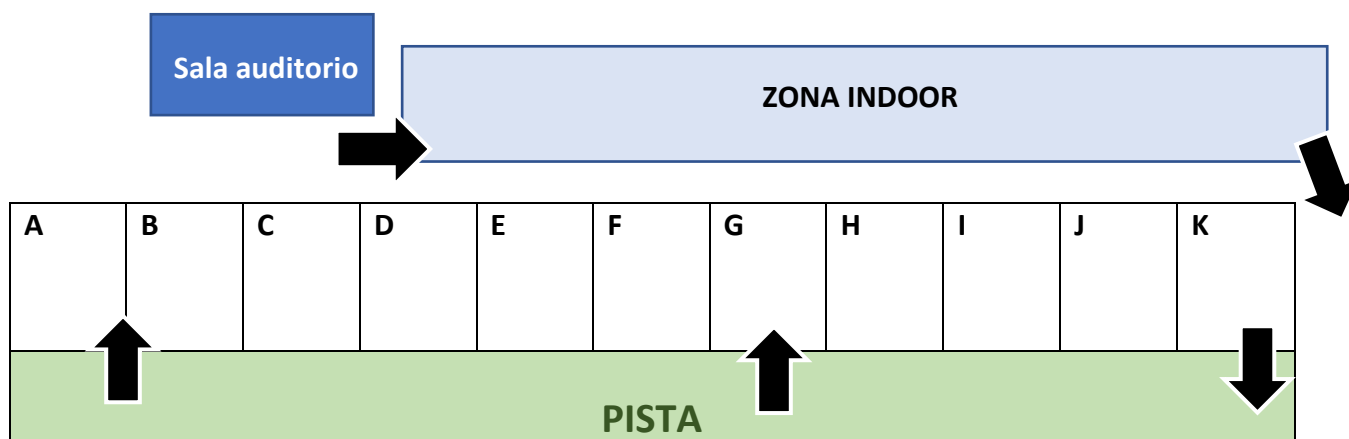 Sala auditorio
ZONA INDOOR
A B C D E F G H I J K
PISTA